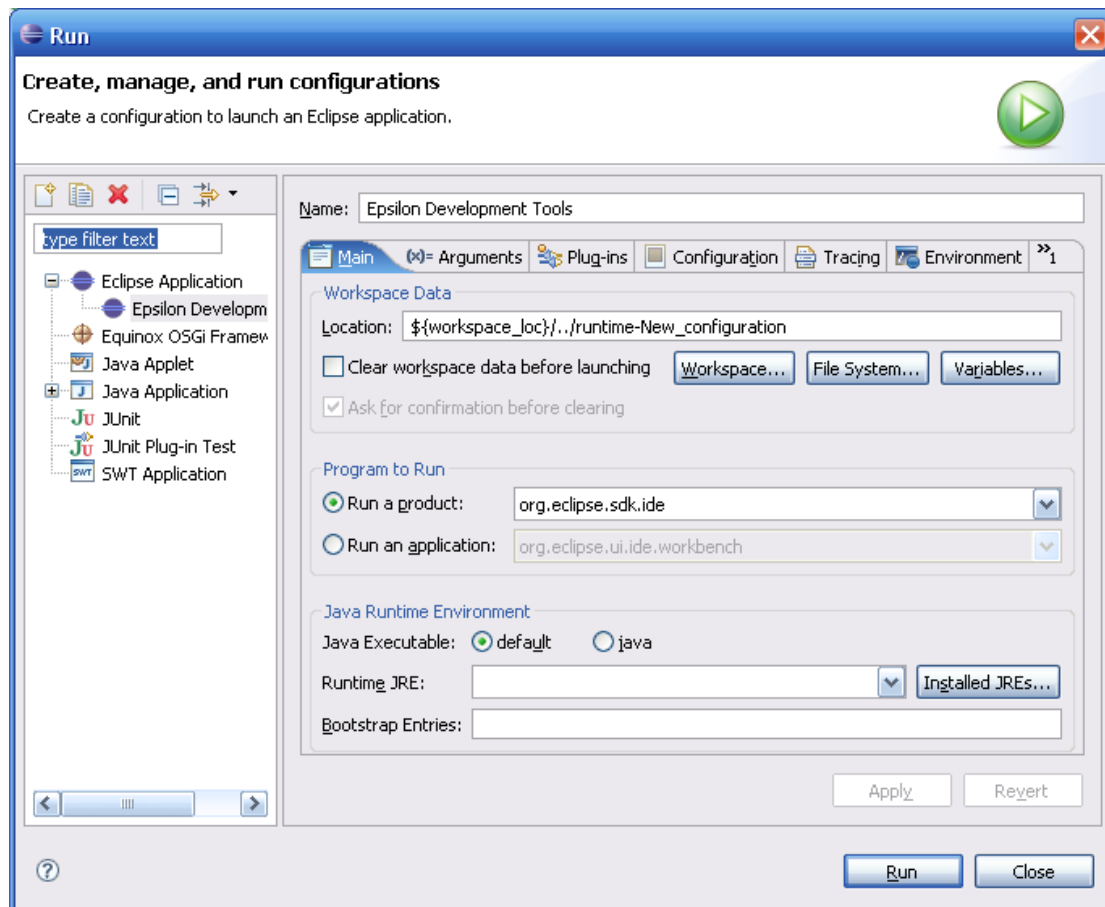 Run
Create, manage, and run configurations
Create a configuration to launch an Eclipse application.
type filter text
Eclipse Application
Epsilon Developm
Equinox OSGi Framew
Java Applet
Java Application
JUnit
JUnit Plug-in Test
SWT Application
Name: Epsilon Development Tools
Main (x)= Arguments Plug-ins Configuration Tracing Environment »1
Workspace Data
Location: ${workspace_loc}/../runtime-New_configuration
Clear workspace data before launching Workspace... File System... Variables...
Ask for confirmation before clearing
Program to Run
Run a product: org.eclipse.sdk.ide
Run an application: org.eclipse.ui.ide.workbench
Java Runtime Environment
Java Executable: default java
Runtime JRE: Installed JREs...
Bootstrap Entries:
Apply Revert
Run Close